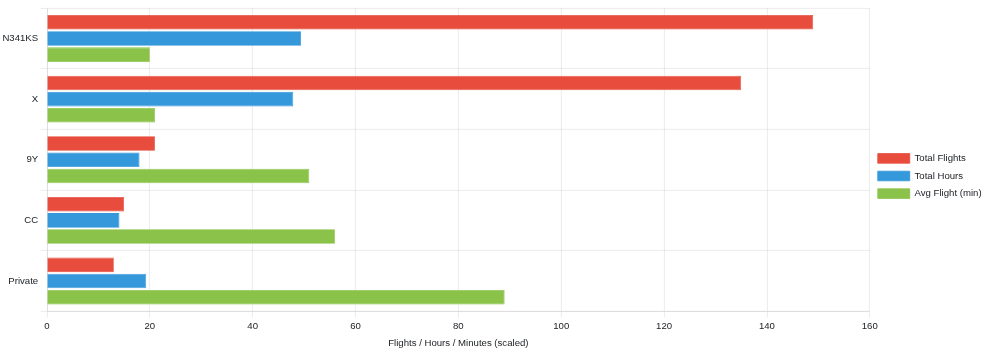 N341KS
X
9Y
CC
Private
0 20 40 60 80 100 120 140 160
Flights / Hours / Minutes (scaled)
Total Flights
Total Hours
Avg Flight (min)